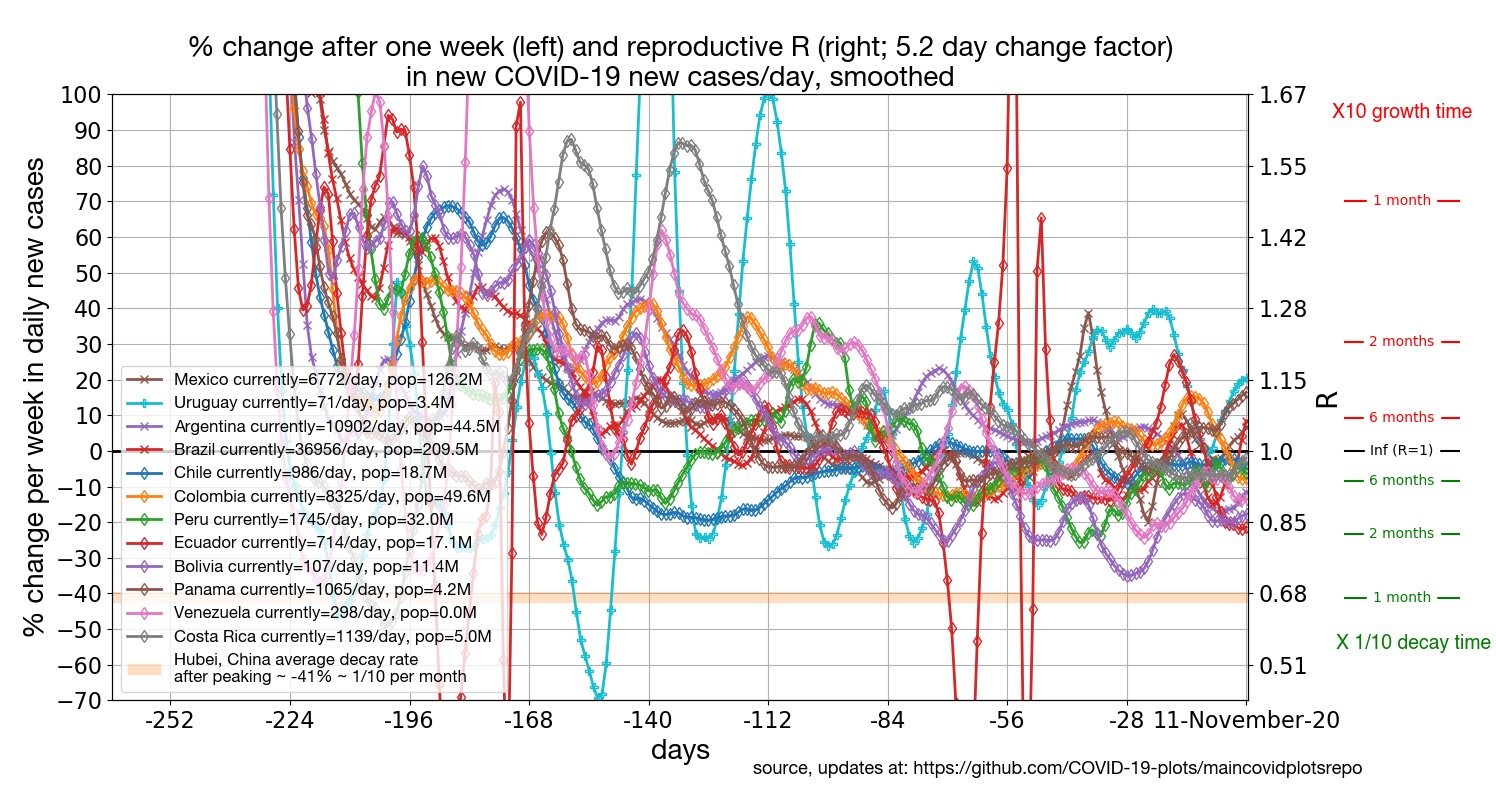 % change after one week (left) and reproductive R (right; 5.2 day change factor)
in new COVID-19 new cases/day, smoothed
% change per week in daily new cases
100
90
80
70
60
50
40
30
20
10
0
−10
−20
−30
−40
−50
−60
−70
Mexico currently=6772/day, pop=126.2M
Uruguay currently=71/day, pop=3.4M
Argentina currently=10902/day, pop=44.5M
Brazil currently=36956/day, pop=209.5M
Chile currently=986/day, pop=18.7M
Colombia currently=8325/day, pop=49.6M
Peru currently=1745/day, pop=32.0M
Ecuador currently=714/day, pop=17.1M
Bolivia currently=107/day, pop=11.4M
Panama currently=1065/day, pop=4.2M
Venezuela currently=298/day, pop=0.0M
Costa Rica currently=1139/day, pop=5.0M
Hubei, China average decay rate
after peaking ~ -41% ~ 1/10 per month
-252 -224 -196 -168 -140 -112 -84 -56 -28 11-November-20
days
1.67
1.55
1.42
1.28
1.15
1.0
0.85
0.68
0.51
R
X10 growth time
1 month
2 months
6 months
Inf (R=1)
6 months
2 months
1 month
X 1/10 decay time
source, updates at: https://github.com/COVID-19-plots/maincovidplotsrepo